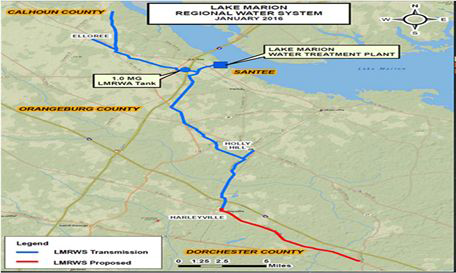 LAKE MARION
REGIONAL WATER SYSTEM
JANUARY 2016
CALHOUN COUNTY
N
W
E
S
ELLOREE
LAKE MARION
WATER TREATMENT PLANT
1.0 MG
LMRWA Tank
SANTEE
Lake Marion
ORANGEBURG COUNTY
HOLLY
HILL
HARLEYVILLE
Legend
LMRWS Transmission
LMRWS Proposed
DORCHESTER COUNTY
0 1.25 2.5 5
Miles